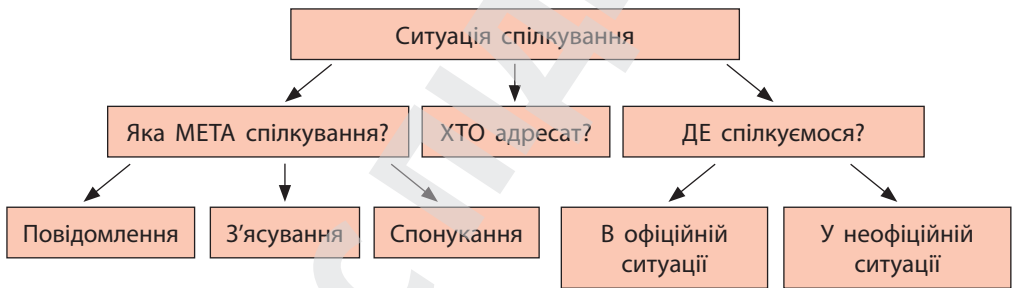 Ситуація спілкування
Яка МЕТА спілкування?
ХТО адресат?
ДЕ спілкуємося?
Повідомлення
З'ясування
Спонукання
В офіційній
ситуації
У неофіційній
ситуації